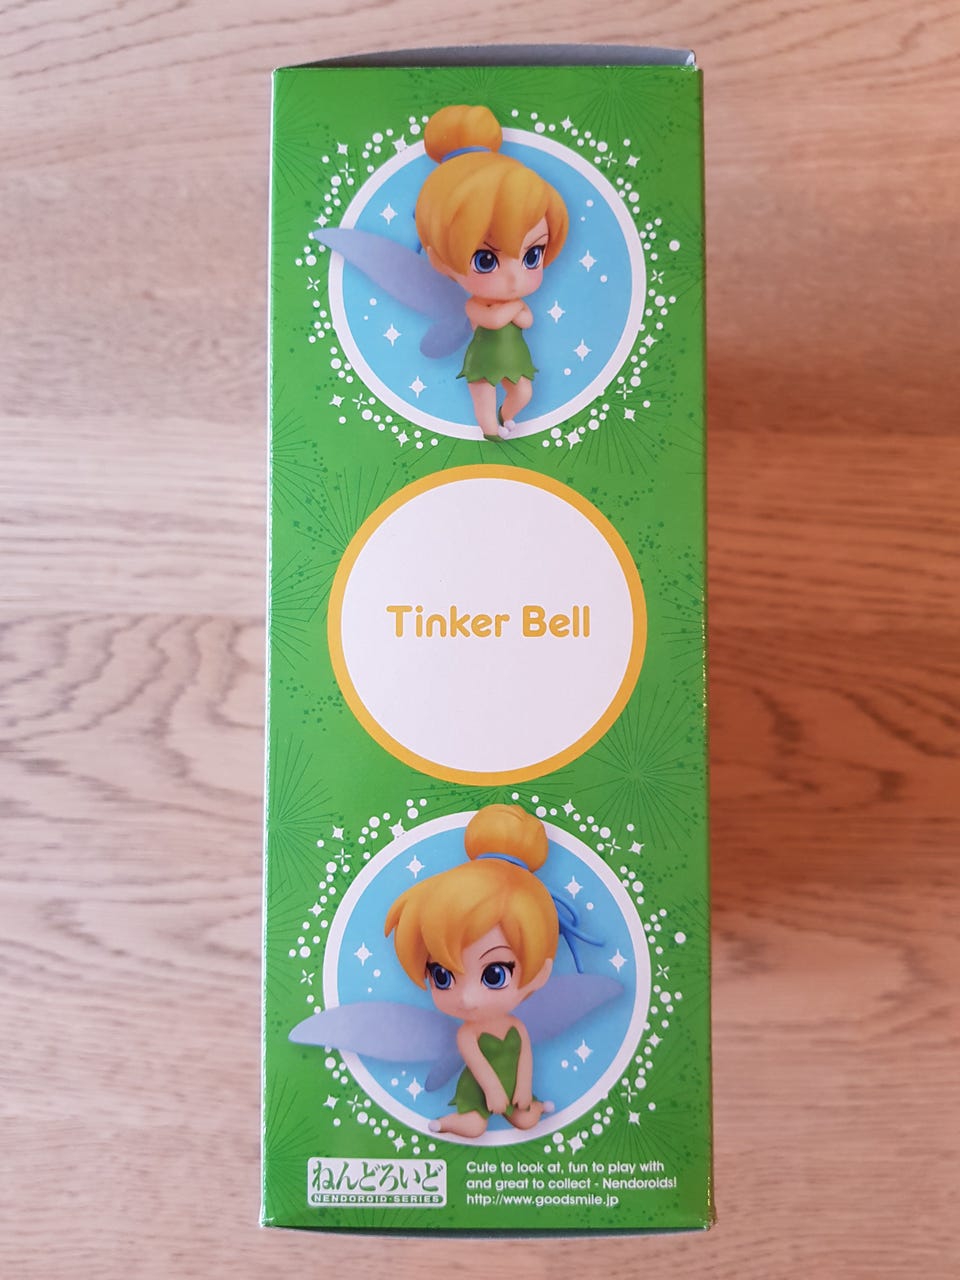 Tinker Bell
ねんどろいど
NENDOROID·SERIES
Cute to look at, fun to play with
and great to collect - Nendoroids!
http://www.goodsmile.jp